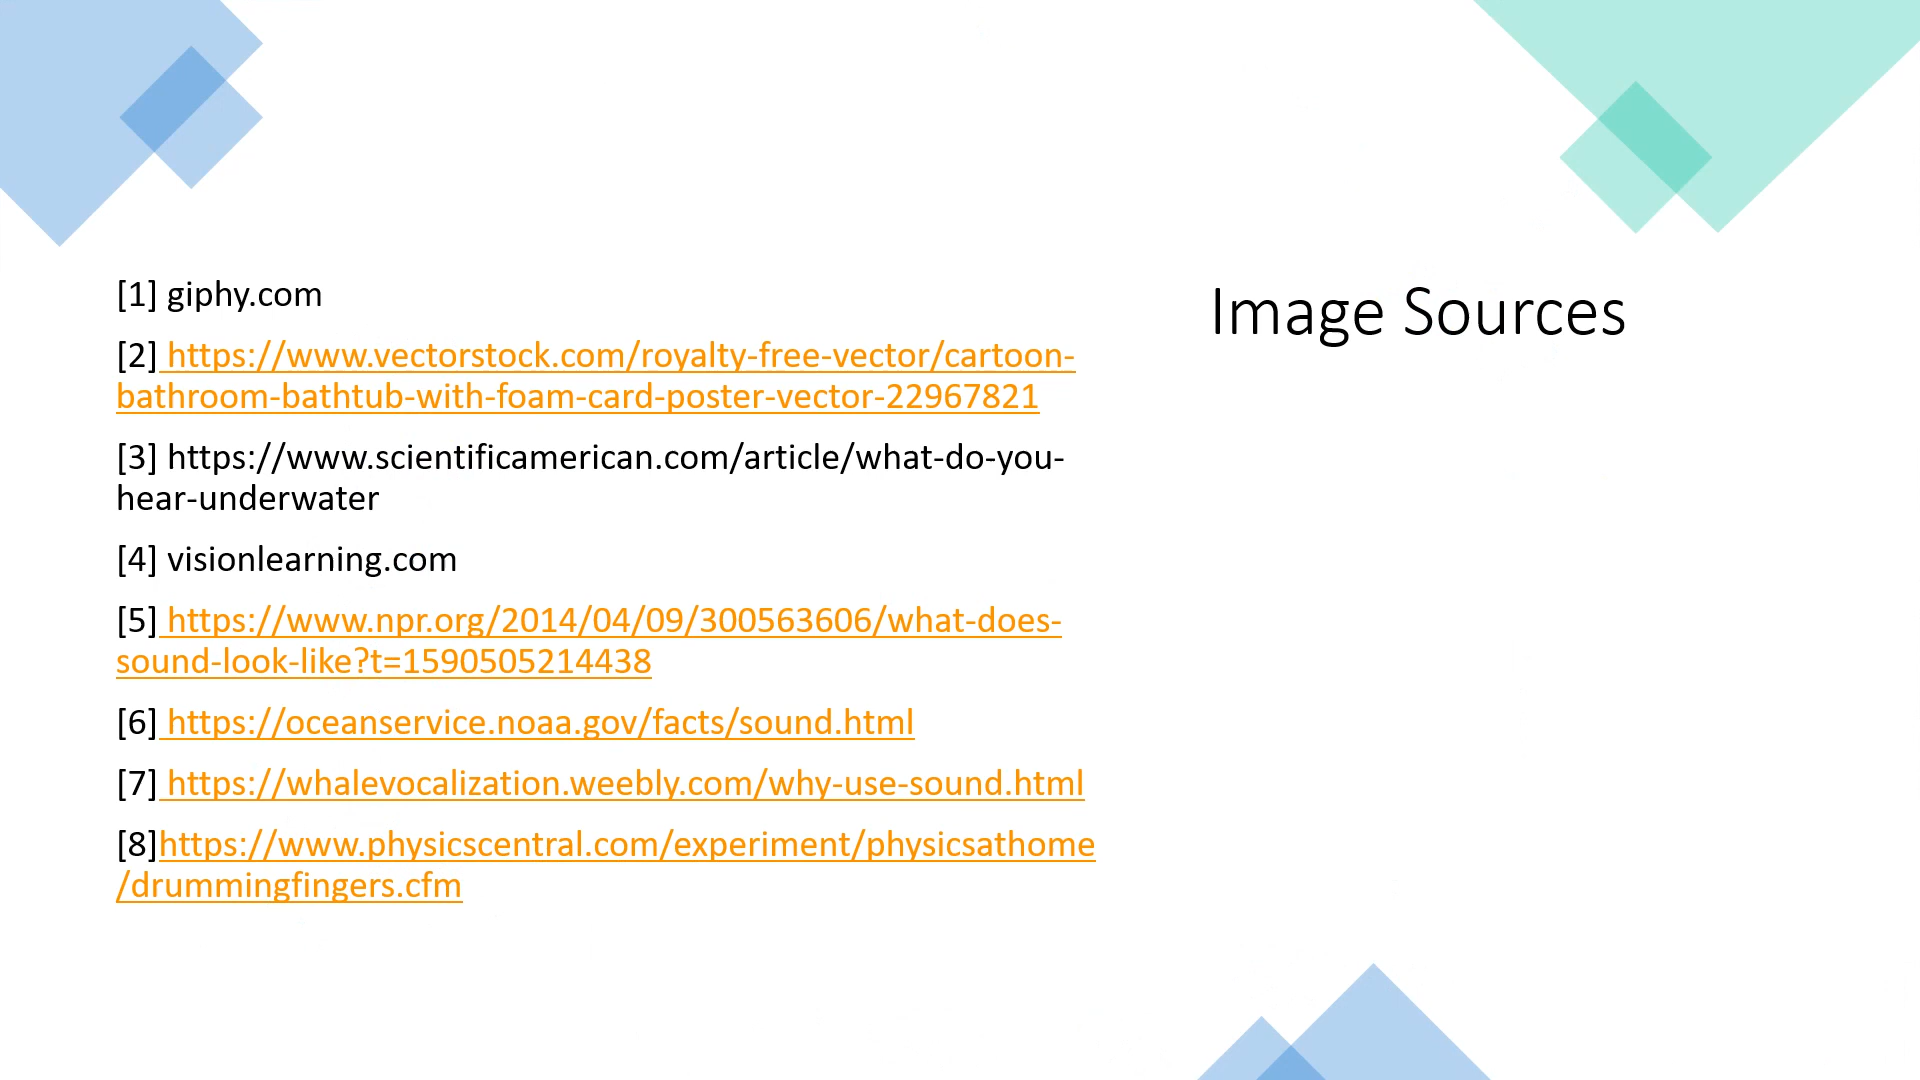 [1] giphy.com
[2] https://www.vectorstock.com/royalty-free-vector/cartoon-
bathroom-bathtub-with-foam-card-poster-vector-22967821
[3] https://www.scientificamerican.com/article/what-do-you-
hear-underwater
[4] visionlearning.com
[5] https://www.npr.org/2014/04/09/300563606/what-does-
sound-look-like?t=1590505214438
[6] https://oceanservice.noaa.gov/facts/sound.html
[7] https://whalevocalization.weebly.com/why-use-sound.html
[8]https://www.physicscentral.com/experiment/physicsathome
/drummingfingers.cfm
Image Sources